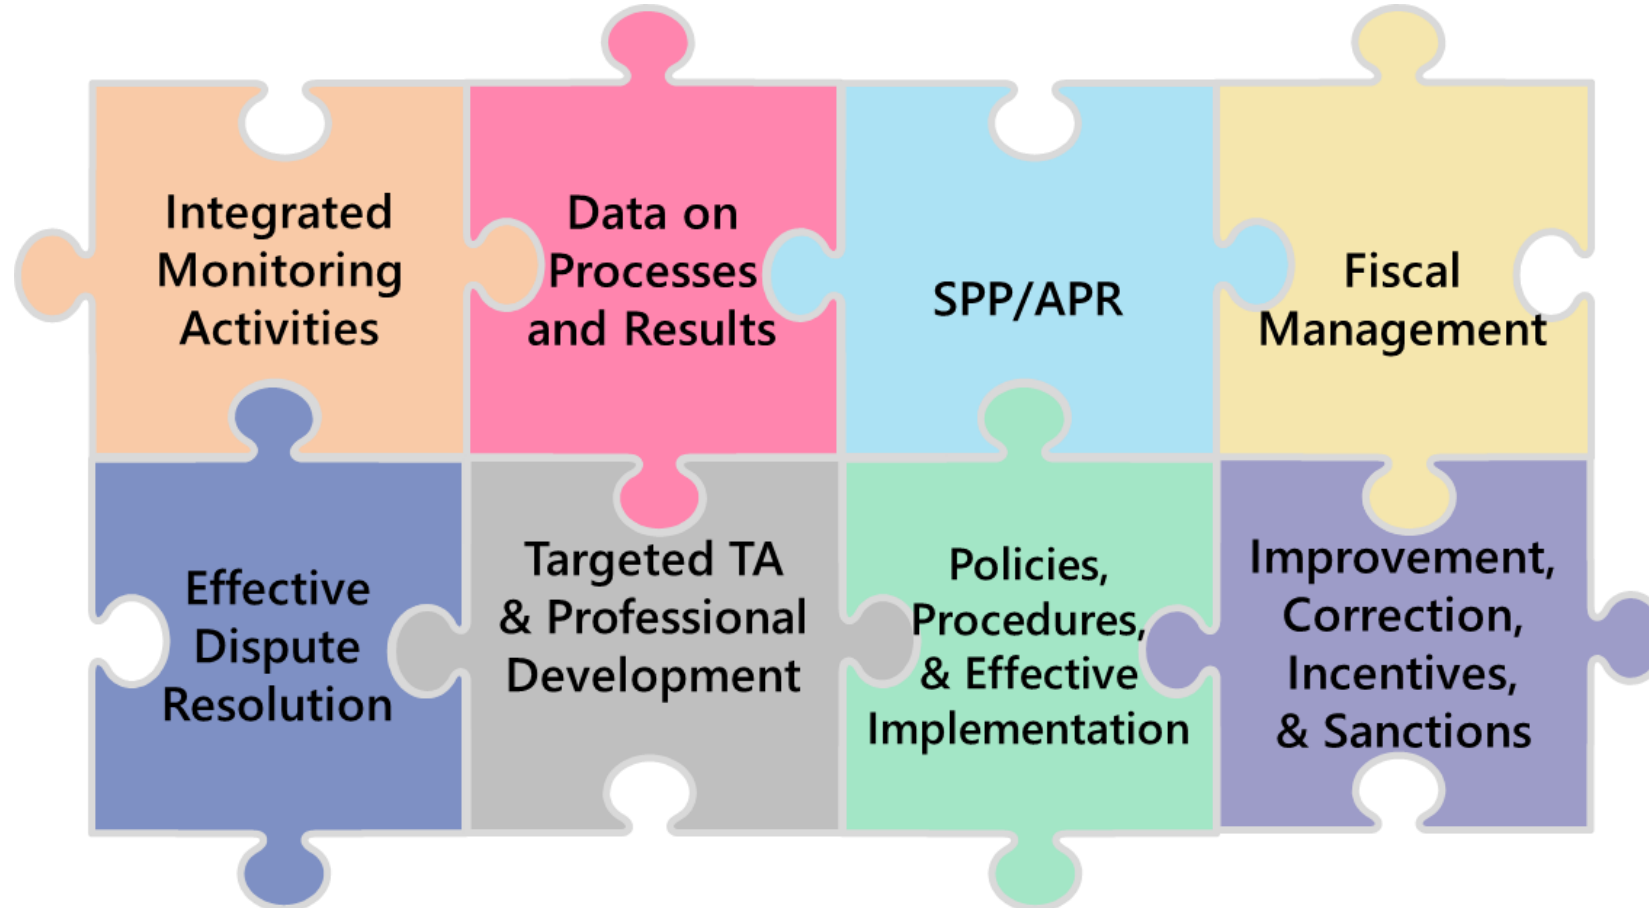 Integrated
Monitoring
Activities
Data on
Processes
and Results
SPP/APR
Fiscal
Management
Effective
Dispute
Resolution
Targeted TA
& Professional
Development
Policies,
Procedures,
& Effective
Implementation
Improvement,
Correction,
Incentives,
& Sanctions